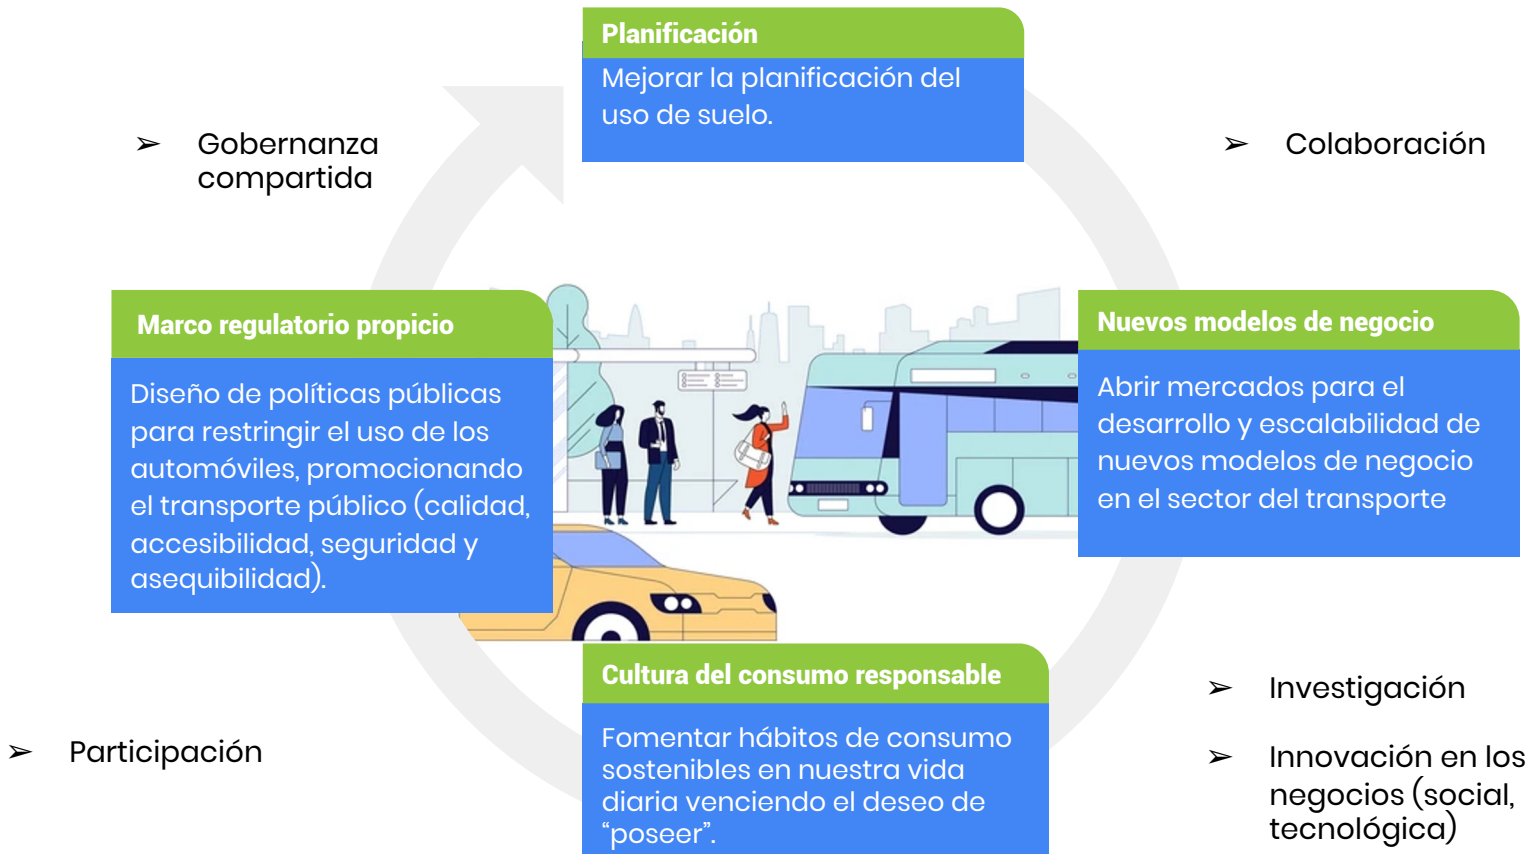 Planificación
Mejorar la planificación del
uso de suelo.
➢ Gobernanza
compartida
➢ Colaboración
Marco regulatorio propicio
Diseño de políticas públicas
para restringir el uso de los
automóviles, promocionando
el transporte público (calidad,
accesibilidad, seguridad y
asequibilidad).
Nuevos modelos de negocio
Abrir mercados para el
desarrollo y escalabilidad de
nuevos modelos de negocio
en el sector del transporte
Cultura del consumo responsable
Fomentar hábitos de consumo
sostenibles en nuestra vida
diaria venciendo el deseo de
“poseer”.
➢ Participación
➢ Investigación
➢ Innovación en los
negocios (social,
tecnológica)